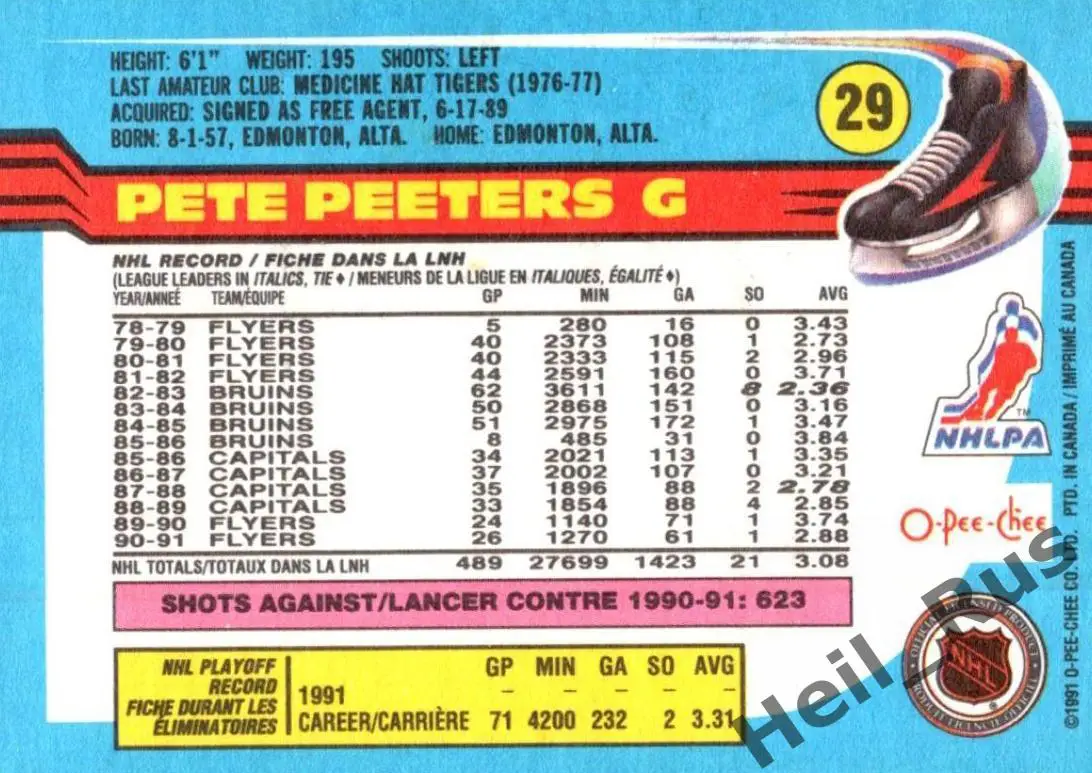 HEIGHT: 6'1" WEIGHT: 195 SHOOTS: LEFT
LAST AMATEUR CLUB: MEDICINE HAT TIGERS (1976-77)
ACQUIRED: SIGNED AS FREE AGENT, 6-17-89
BORN: 8-1-57, EDMONTON, ALTA. HOME: EDMONTON, ALTA.
29
PETE PEETERS G
NHL RECORD / FICHE DANS LA LNH
(LEAGUE LEADERS IN ITALICS, TIE ♦ / MENEURS DE LA LIGUE EN ITALIQUES, ÉGALITÉ ♦)
YEAR/ANNEÉ TEAM/ÉQUIPE GP MIN GA SO AVG
78-79 FLYERS 5 280 16 0 3.43
79-80 FLYERS 40 2373 108 1 2.73
80-81 FLYERS 40 2333 115 2 2.96
81-82 FLYERS 44 2591 160 0 3.71
82-83 BRUINS 62 3611 142 8 2.36
83-84 BRUINS 50 2868 151 0 3.16
84-85 BRUINS 51 2975 172 1 3.47
85-86 BRUINS 8 485 31 0 3.84
85-86 CAPITALS 34 2021 113 1 3.35
86-87 CAPITALS 37 2002 107 0 3.21
87-88 CAPITALS 35 1896 88 2 2.78
88-89 CAPITALS 33 1854 88 4 2.85
89-90 FLYERS 24 1140 71 1 3.74
90-91 FLYERS 26 1270 61 1 2.88
NHL TOTALS/TOTAUX DANS LA LNH 489 27699 1423 21 3.08
SHOTS AGAINST/LANCER CONTRE 1990-91: 623
NHL PLAYOFF
RECORD
FICHE DURANT LES
ÉLIMINATOIRES
GP MIN GA SO AVG
1991 – – – – –
CAREER/CARRIÈRE 71 4200 232 2 3.31
TM
NHLPA
O-Pee-Chee
NHL
©1991 O-PEE-CHEE CO. LTD. PTD. IN CANADA / IMPRIMÉ AU CANADA
Heil_Rus